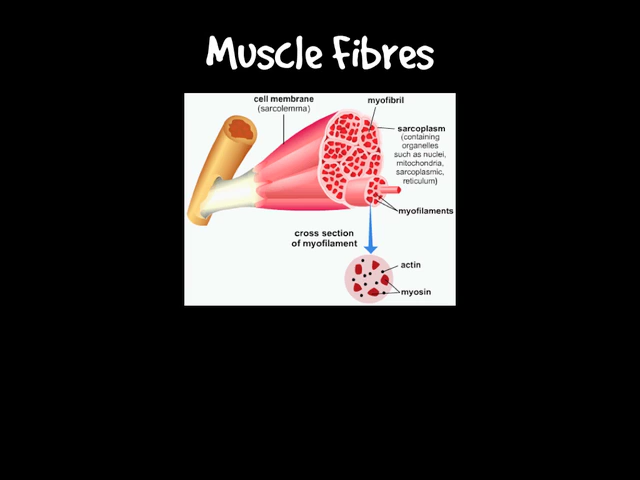 Muscle Fibres
cell membrane
(sarcolemma)
myofibril
sarcoplasm
(containing
organelles
such as nuclei,
mitochondria,
sarcoplasmic,
reticulum)
myofilaments
cross section
of myofilament
actin
myosin